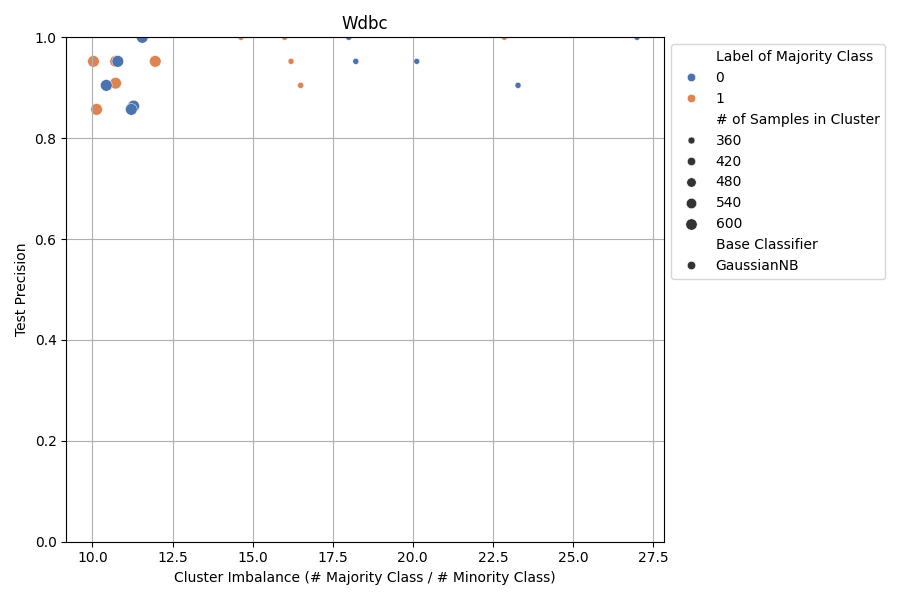 Wdbc
1.0
0.8
0.6
0.4
0.2
0.0
Test Precision
10.0 12.5 15.0 17.5 20.0 22.5 25.0 27.5
Cluster Imbalance (# Majority Class / # Minority Class)
Label of Majority Class
0
1
# of Samples in Cluster
360
420
480
540
600
Base Classifier
GaussianNB